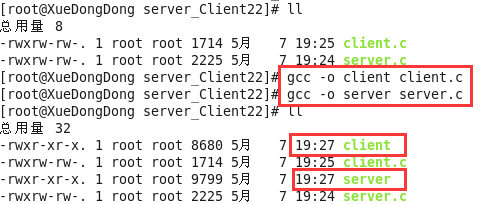 [root@XueDongDong server_Client22]# ll
总用量 8
-rwxrw-rw-. 1 root root 1714 5月   7 19:25 client.c
-rwxrw-rw-. 1 root root 2225 5月   7 19:24 server.c
[root@XueDongDong server_Client22]# gcc -o client client.c
[root@XueDongDong server_Client22]# gcc -o server server.c
[root@XueDongDong server_Client22]# ll
总用量 32
-rwxr-xr-x. 1 root root 8680 5月   7 19:27 client
-rwxrw-rw-. 1 root root 1714 5月   7 19:25 client.c
-rwxr-xr-x. 1 root root 9799 5月   7 19:27 server
-rwxrw-rw-. 1 root root 2225 5月   7 19:24 server.c